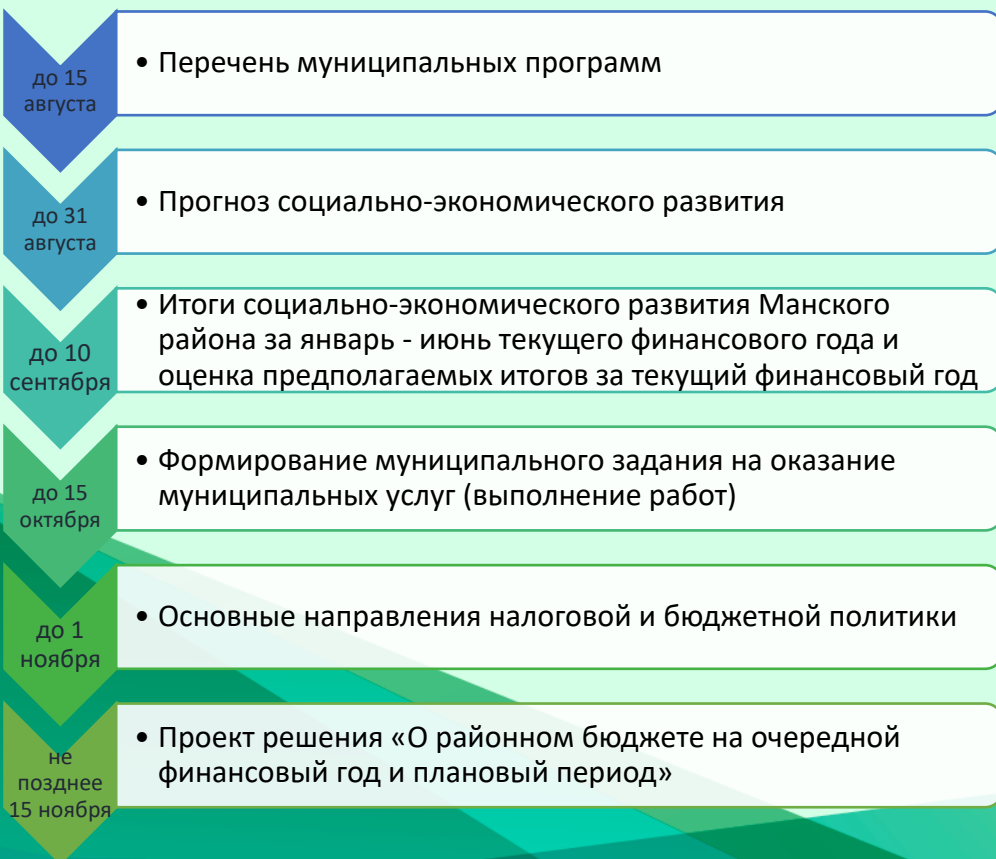 до 15
августа
• Перечень муниципальных программ
до 31
августа
• Прогноз социально-экономического развития
до 10
сентября
• Итоги социально-экономического развития Манского
района за январь - июнь текущего финансового года и
оценка предполагаемых итогов за текущий финансовый год
до 15
октября
• Формирование муниципального задания на оказание
муниципальных услуг (выполнение работ)
до 1
ноября
• Основные направления налоговой и бюджетной политики
не
позднее
15 ноября
• Проект решения «О районном бюджете на очередной
финансовый год и плановый период»